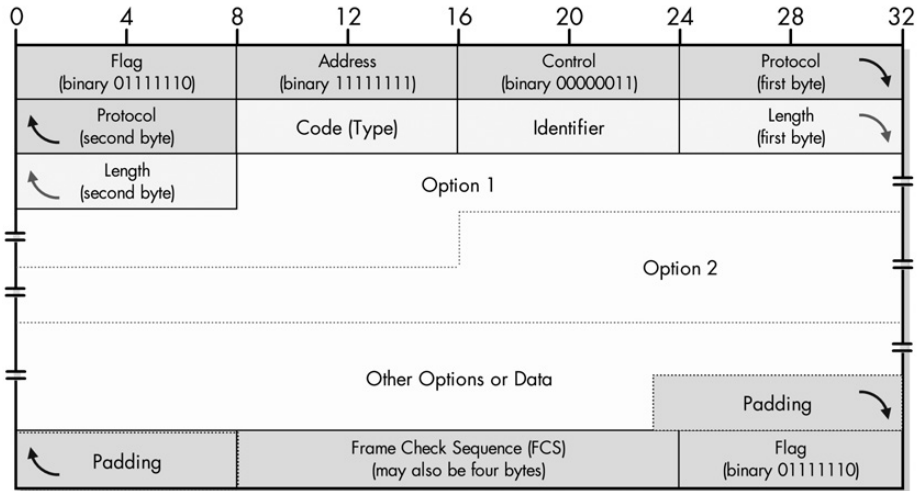 0 4 8 12 16 20 24 28 32
Flag
(binary 01111110)
Address
(binary 11111111)
Control
(binary 00000011)
Protocol
(first byte)
Protocol
(second byte)
Code (Type)
Identifier
Length
(first byte)
Length
(second byte)
Option 1
Option 2
Other Options or Data
Padding
Padding
Frame Check Sequence (FCS)
(may also be four bytes)
Flag
(binary 01111110)